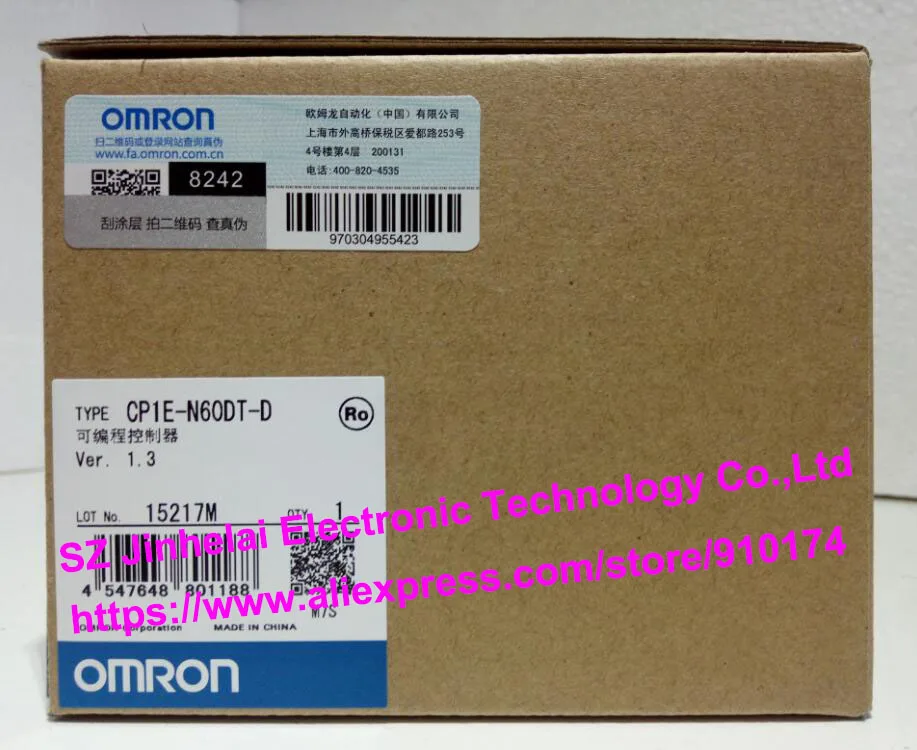 OMRON
扫二维码或登录网站查询真伪
www.fa.omron.com.cn
8242
刮涂层 拍二维码 查真伪
欧姆龙自动化（中国）有限公司
上海市外高桥保税区爱都路253号
4号楼第4层 200131
电话:400-820-4535
970304955423
TYPE CP1E-N60DT-D
Ro
可编程控制器
Ver. 1.3
LOT No. 15217M
QTY 1
SZ Jinhelai Electronic Technology Co.,Ltd
4 547648 801188
https://www.aliexpress.com/store/910174
M7S
OMRON Corporation MADE IN CHINA
OMRON